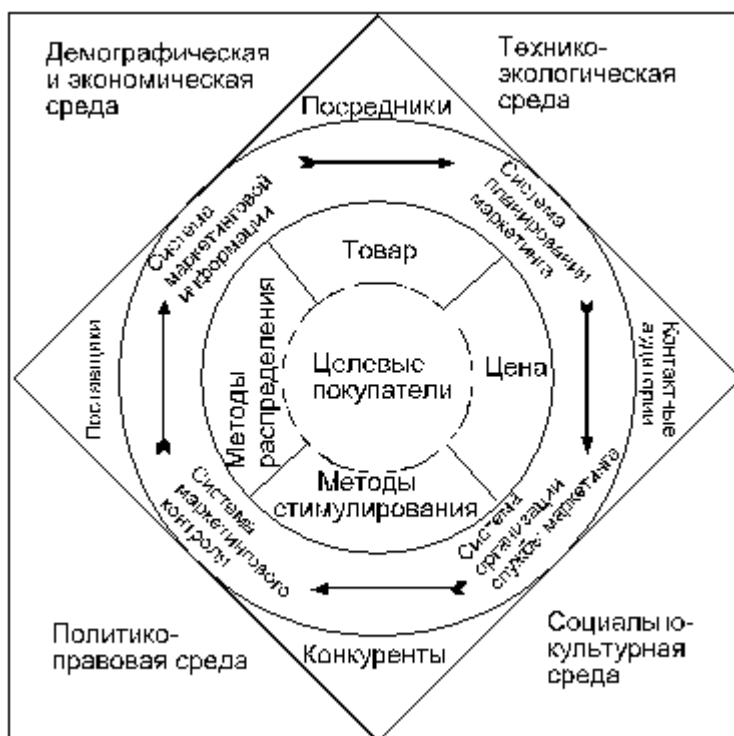 Демографическая
и экономическая
среда
Технико-
экологическая
среда
Посредники
Система
маркетинговой
информации
Система
планирования
маркетинга
Товар
Поставщики
Методы
распределения
Целевые
покупатели
Цена
Контактные
аудитории
Методы
стимулирования
Система
маркетингового
контроля
Система
организации
службы маркетинга
Политико-
правовая среда
Конкуренты
Социально-
культурная
среда